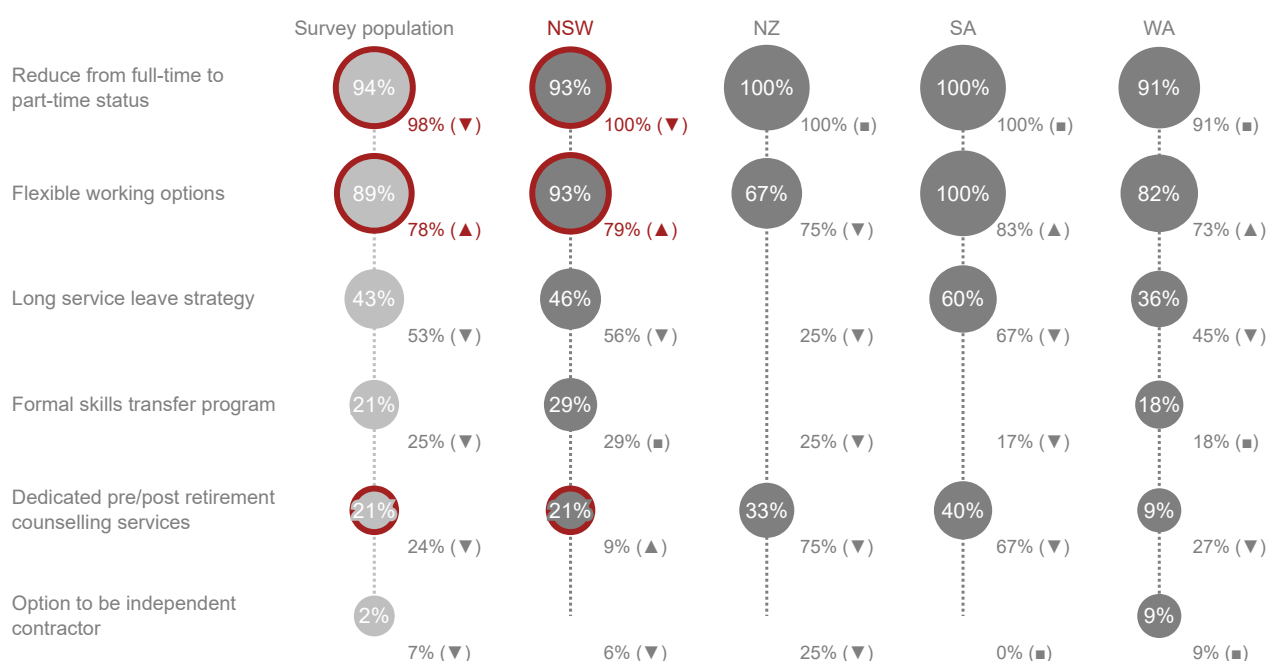 Survey population NSW NZ SA WA
Reduce from full-time to
part-time status
94% 93% 100% 100% 91%
98% (▼) 100% (▼) 100% (■) 100% (■) 91% (■)
Flexible working options 89% 93% 67% 100% 82%
78% (▲) 79% (▲) 75% (▼) 83% (▲) 73% (▲)
Long service leave strategy 43% 46% 60% 36%
53% (▼) 56% (▼) 25% (▼) 67% (▼) 45% (▼)
Formal skills transfer program 21% 29% 18%
25% (▼) 29% (■) 25% (▼) 17% (▼) 18% (■)
Dedicated pre/post retirement
counselling services
21% 21% 33% 40% 9%
24% (▼) 9% (▲) 75% (▼) 67% (▼) 27% (▼)
Option to be independent
contractor
2% 9%
7% (▼) 6% (▼) 25% (▼) 0% (■) 9% (■)